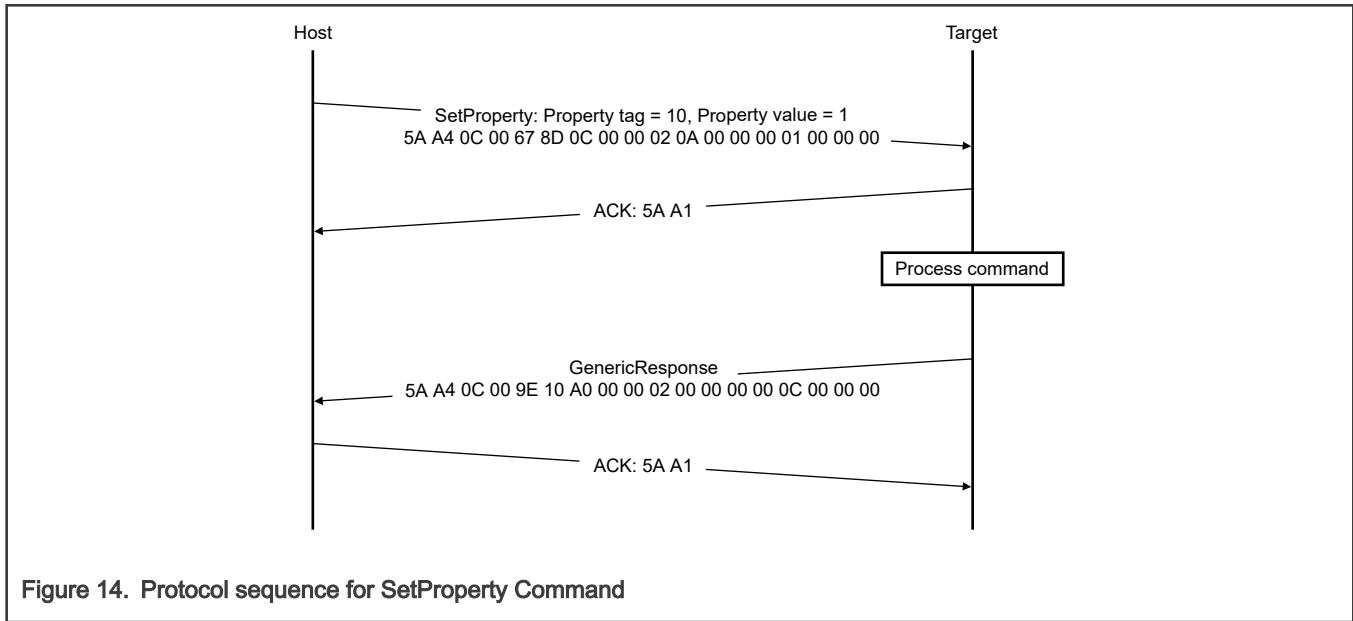 Host
Target
SetProperty: Property tag = 10, Property value = 1
5A A4 0C 00 67 8D 0C 00 00 02 0A 00 00 00 01 00 00 00
ACK: 5A A1
Process command
GenericResponse
5A A4 0C 00 9E 10 A0 00 00 02 00 00 00 00 0C 00 00 00
ACK: 5A A1
Figure 14. Protocol sequence for SetProperty Command